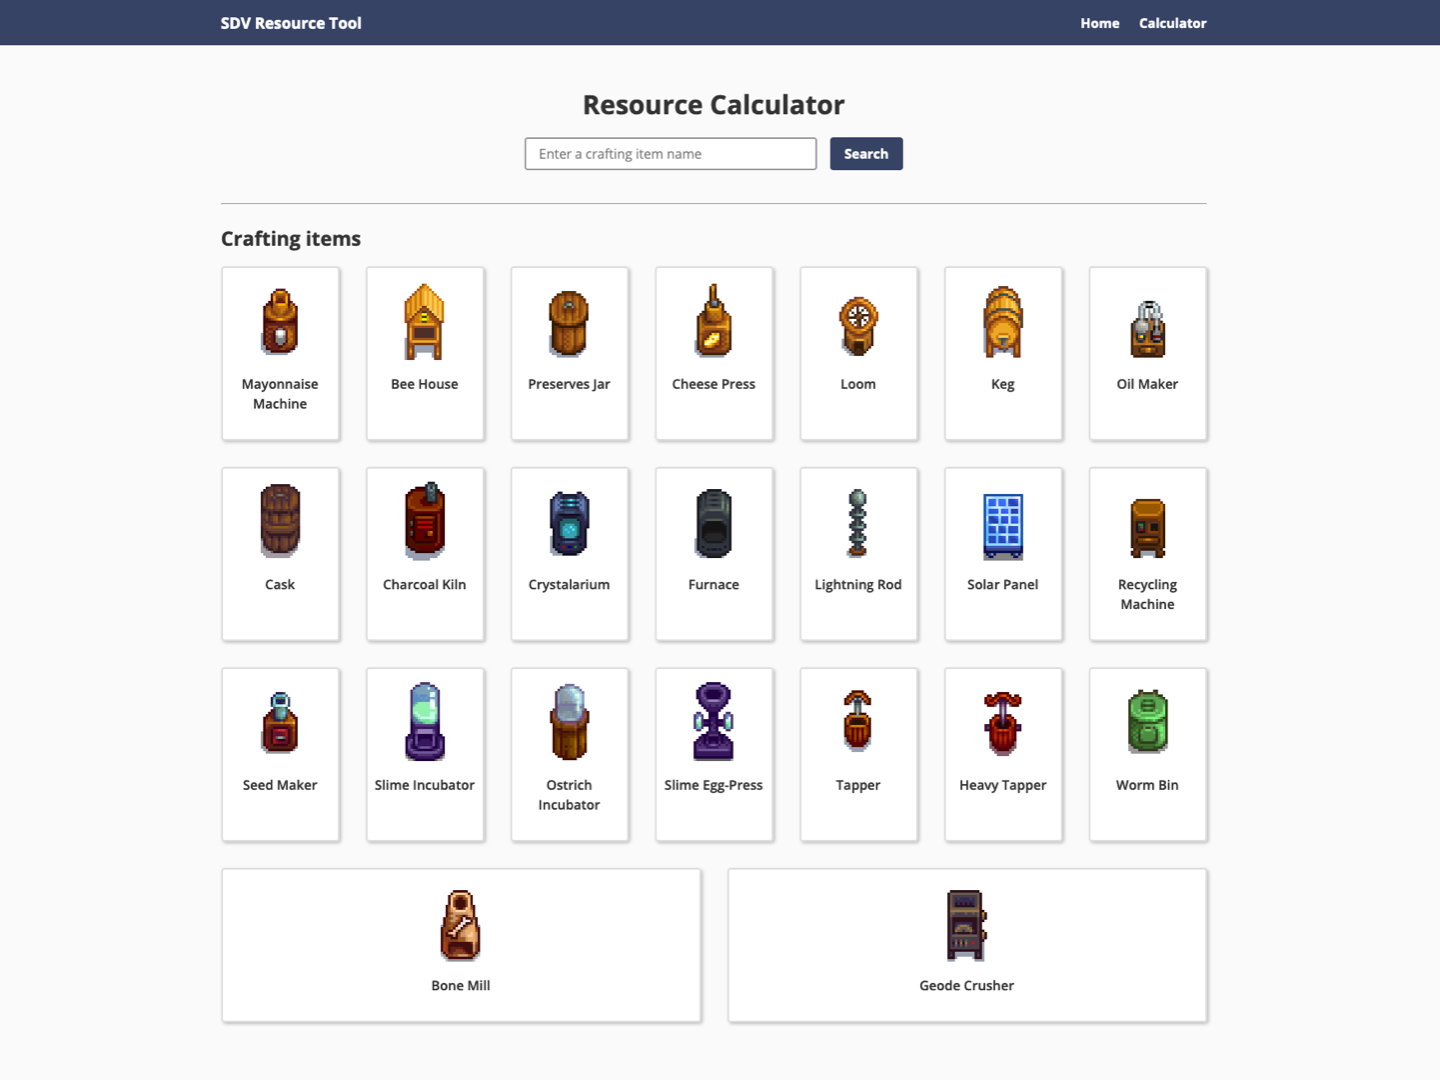 SDV Resource Tool
Home
Calculator
Resource Calculator
Enter a crafting item name
Search
Crafting items
Mayonnaise
Machine
Bee House
Preserves Jar
Cheese Press
Loom
Keg
Oil Maker
Cask
Charcoal Kiln
Crystalarium
Furnace
Lightning Rod
Solar Panel
Recycling
Machine
Seed Maker
Slime Incubator
Ostrich
Incubator
Slime Egg-Press
Tapper
Heavy Tapper
Worm Bin
Bone Mill
Geode Crusher